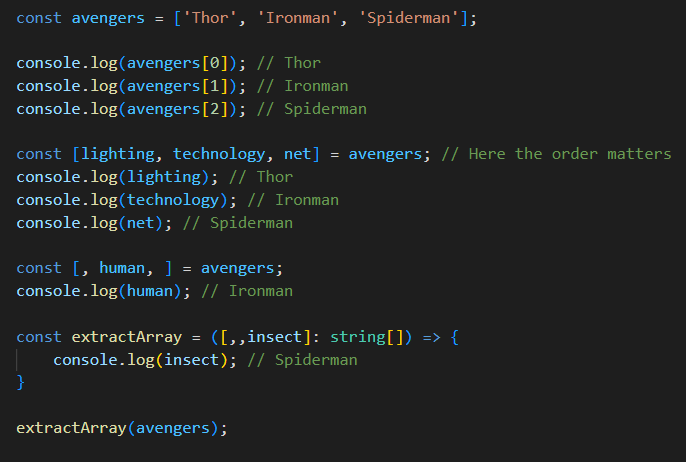 const avengers = ['Thor', 'Ironman', 'Spiderman'];
console.log(avengers[0]); // Thor
console.log(avengers[1]); // Ironman
console.log(avengers[2]); // Spiderman
const [lighting, technology, net] = avengers; // Here the order matters
console.log(lighting); // Thor
console.log(technology); // Ironman
console.log(net); // Spiderman
const [, human, ] = avengers;
console.log(human); // Ironman
const extractArray = ([,,insect]: string[]) => {
    console.log(insect); // Spiderman
}
extractArray(avengers);